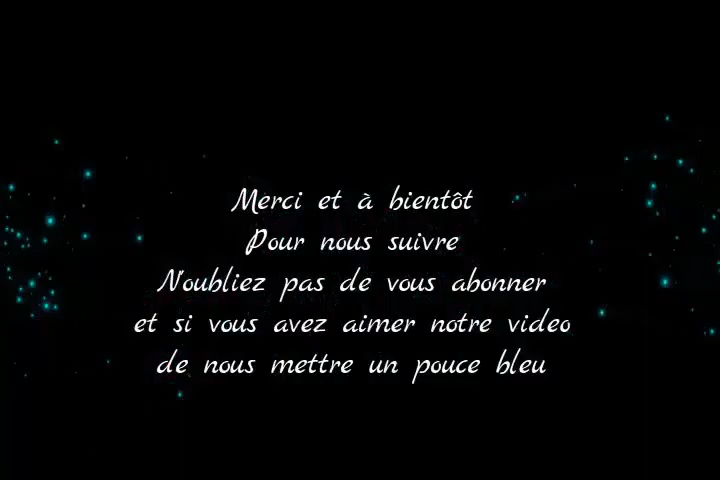 Merci et à bientôt
Pour nous suivre
N'oubliez pas de vous abonner
et si vous avez aimer notre video
de nous mettre un pouce bleu